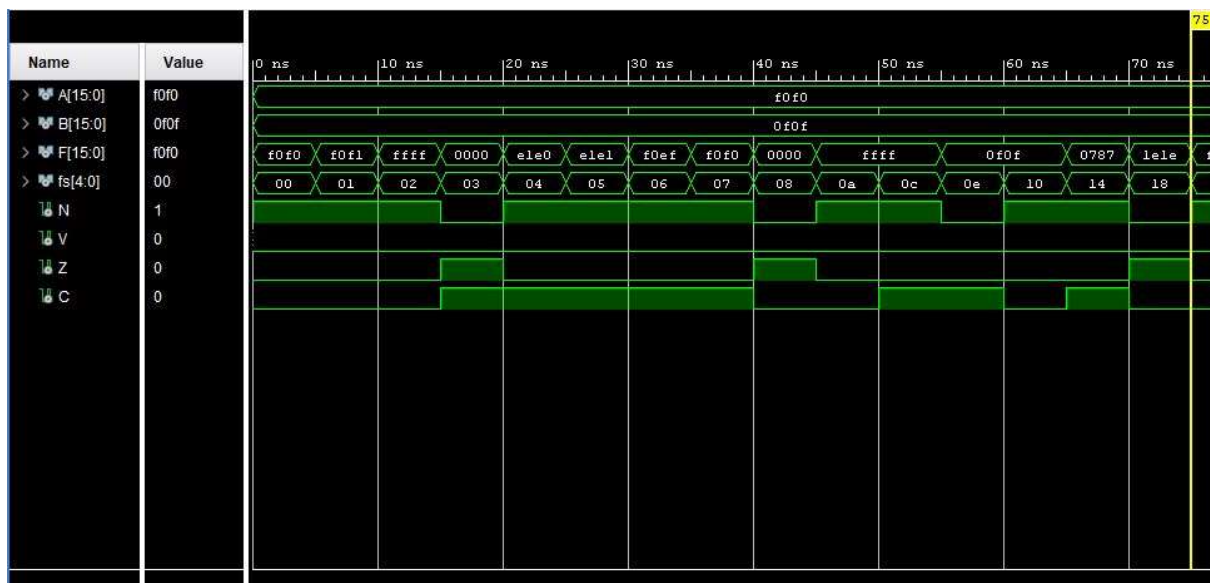 75
Name Value 0 ns 10 ns 20 ns 30 ns 40 ns 50 ns 60 ns 70 ns
A[15:0] f0f0 f0f0
B[15:0] 0f0f 0f0f
F[15:0] f0f0 f0f0 f0f1 ffff 0000 e1e0 e1e1 f0ef f0f0 0000 ffff 0f0f 0787 1e1e f
fs[4:0] 00 00 01 02 03 04 05 06 07 08 0a 0c 0e 10 14 18
N 1
V 0
Z 0
C 0